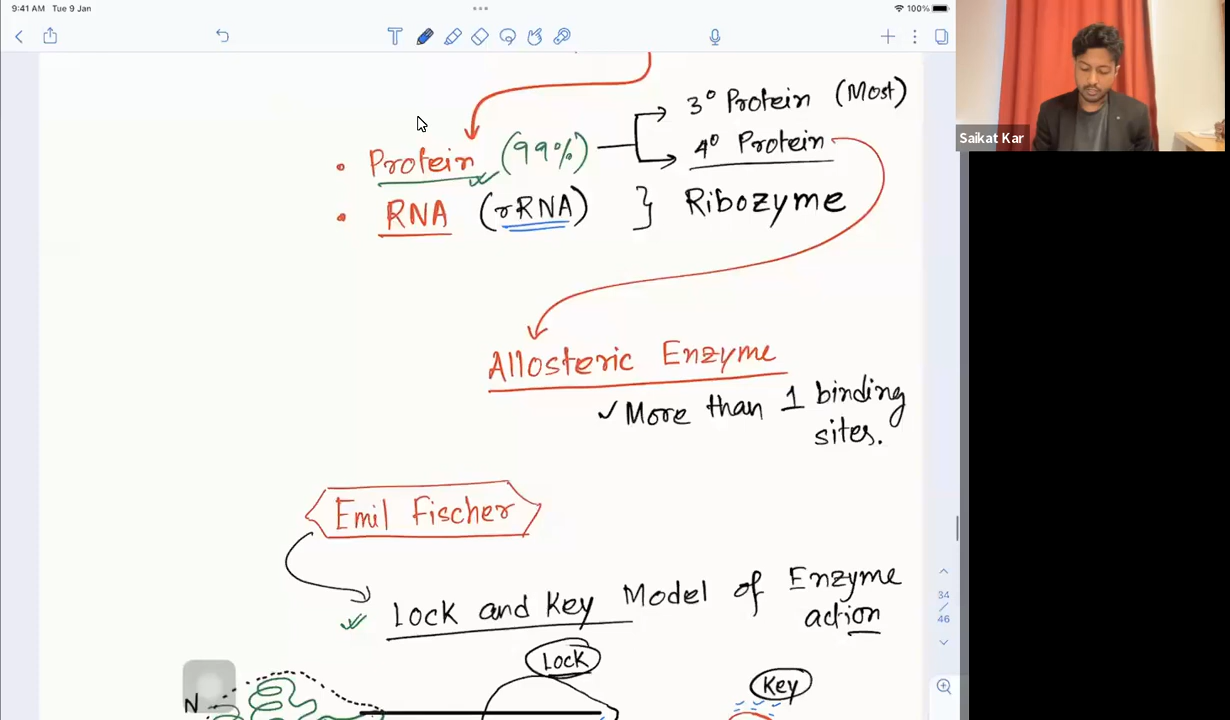 9:41 AM Tue 9 Jan
100%
Saikat Kar
3° Protein (Most)
• Protein (99%)
4° Protein
• RNA (rRNA) } Ribozyme
Allosteric Enzyme
✓ More than 1 binding
sites.
Emil Fischer
Lock and Key Model of Enzyme
action
Lock
Key
N
34
/
46